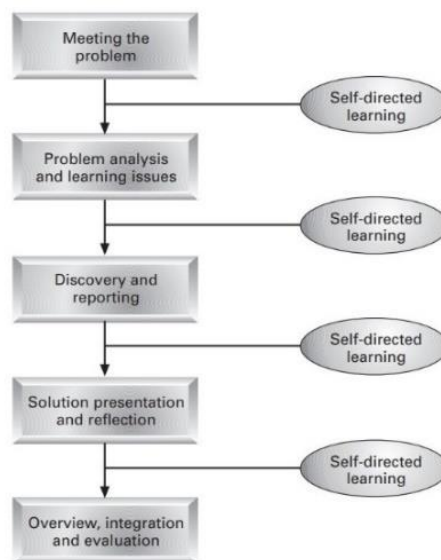 Meeting the
problem
Self-directed
learning
Problem analysis
and learning issues
Self-directed
learning
Discovery and
reporting
Self-directed
learning
Solution presentation
and reflection
Self-directed
learning
Overview, integration
and evaluation